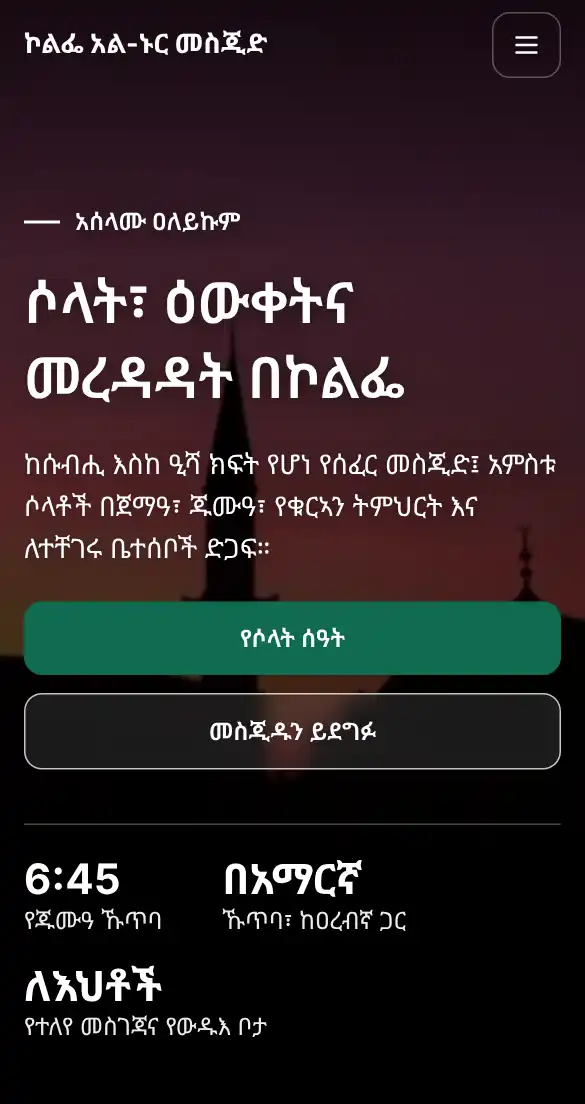 ኮልፌ አል-ኑር መስጂድ
አሰላሙ ዐለይኩም
ሶላት፣ ዕውቀትና
መረዳዳት በኮልፌ
ከሱብሒ እስከ ዒሻ ክፍት የሆነ የሰፈር መስጂድ፤ አምስቱ
ሶላቶች በጀማዓ፣ ጁሙዓ፣ የቁርኣን ትምህርት እና
ለተቸገሩ ቤተሰቦች ድጋፍ።
የሶላት ሰዓት
መስጂዱን ይደግፉ
6:45
የጁሙዓ ኹጥባ
በአማርኛ
ኹጥባ፣ ከዐረብኛ ጋር
ለእህቶች
የተለየ መስገጃና የውዱእ ቦታ